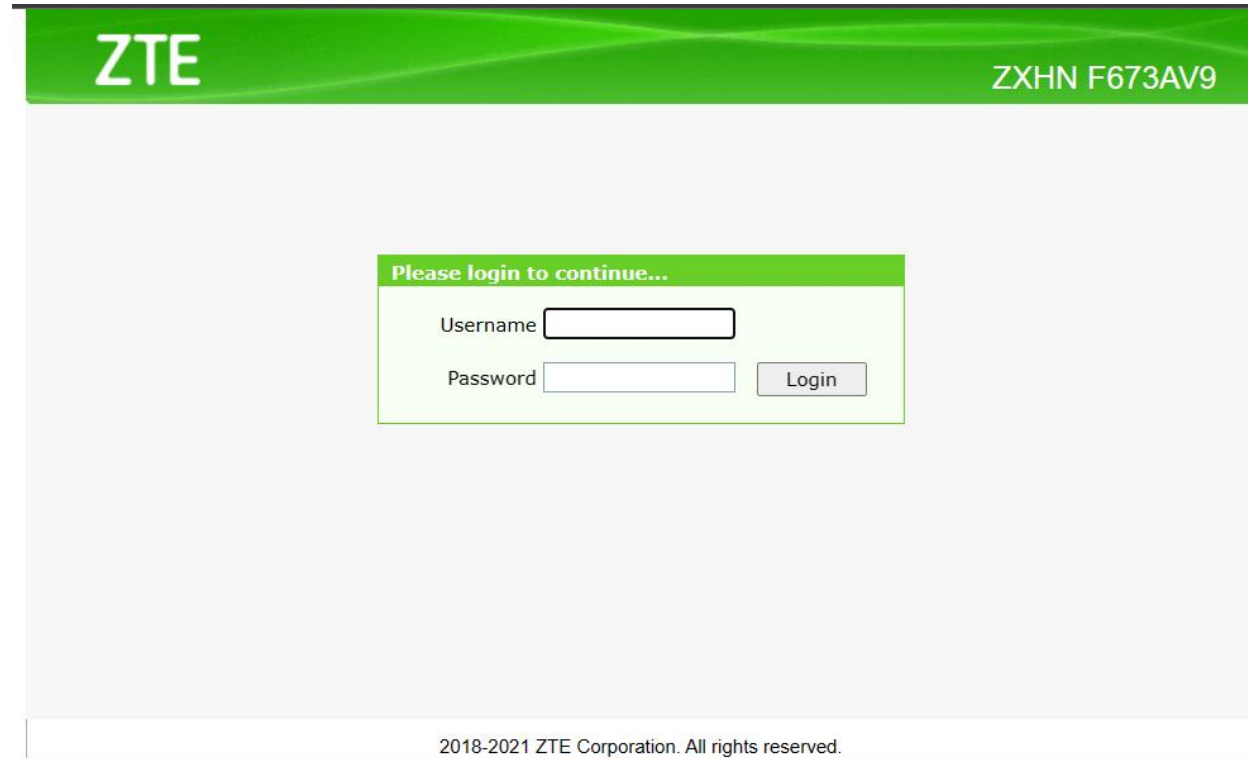 ZTE
ZXHN F673AV9
Please login to continue...
Username
Password
Login
2018-2021 ZTE Corporation. All rights reserved.